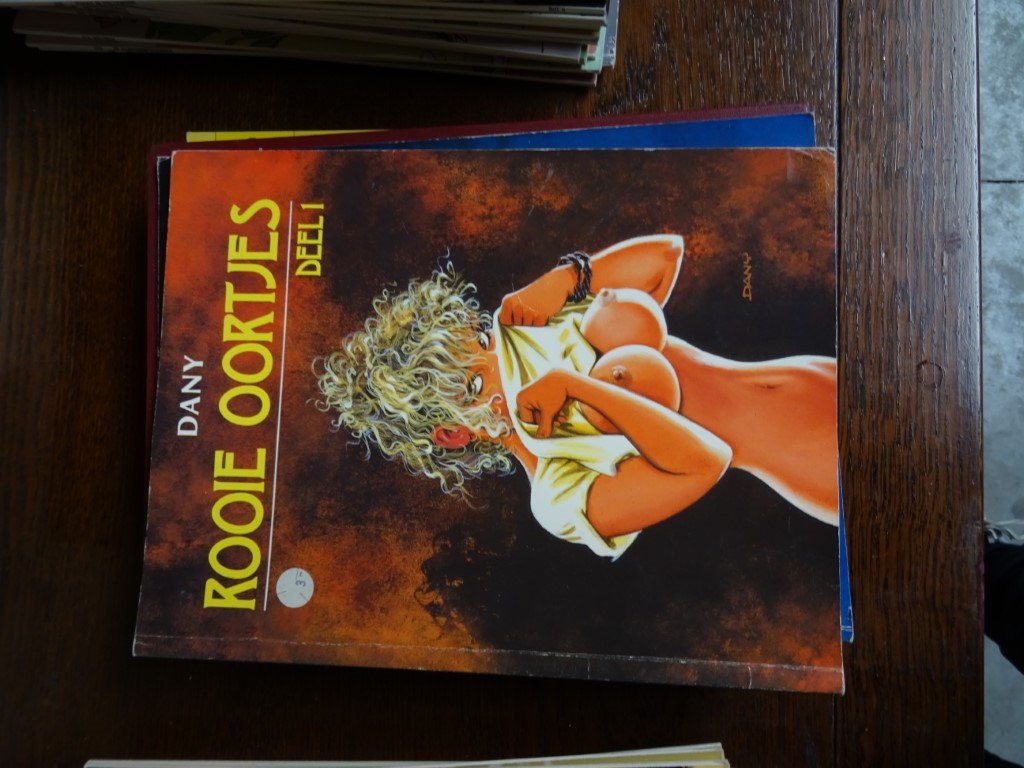 DANY
ROOIE OORTJES
DEEL 1
3,-
DANY